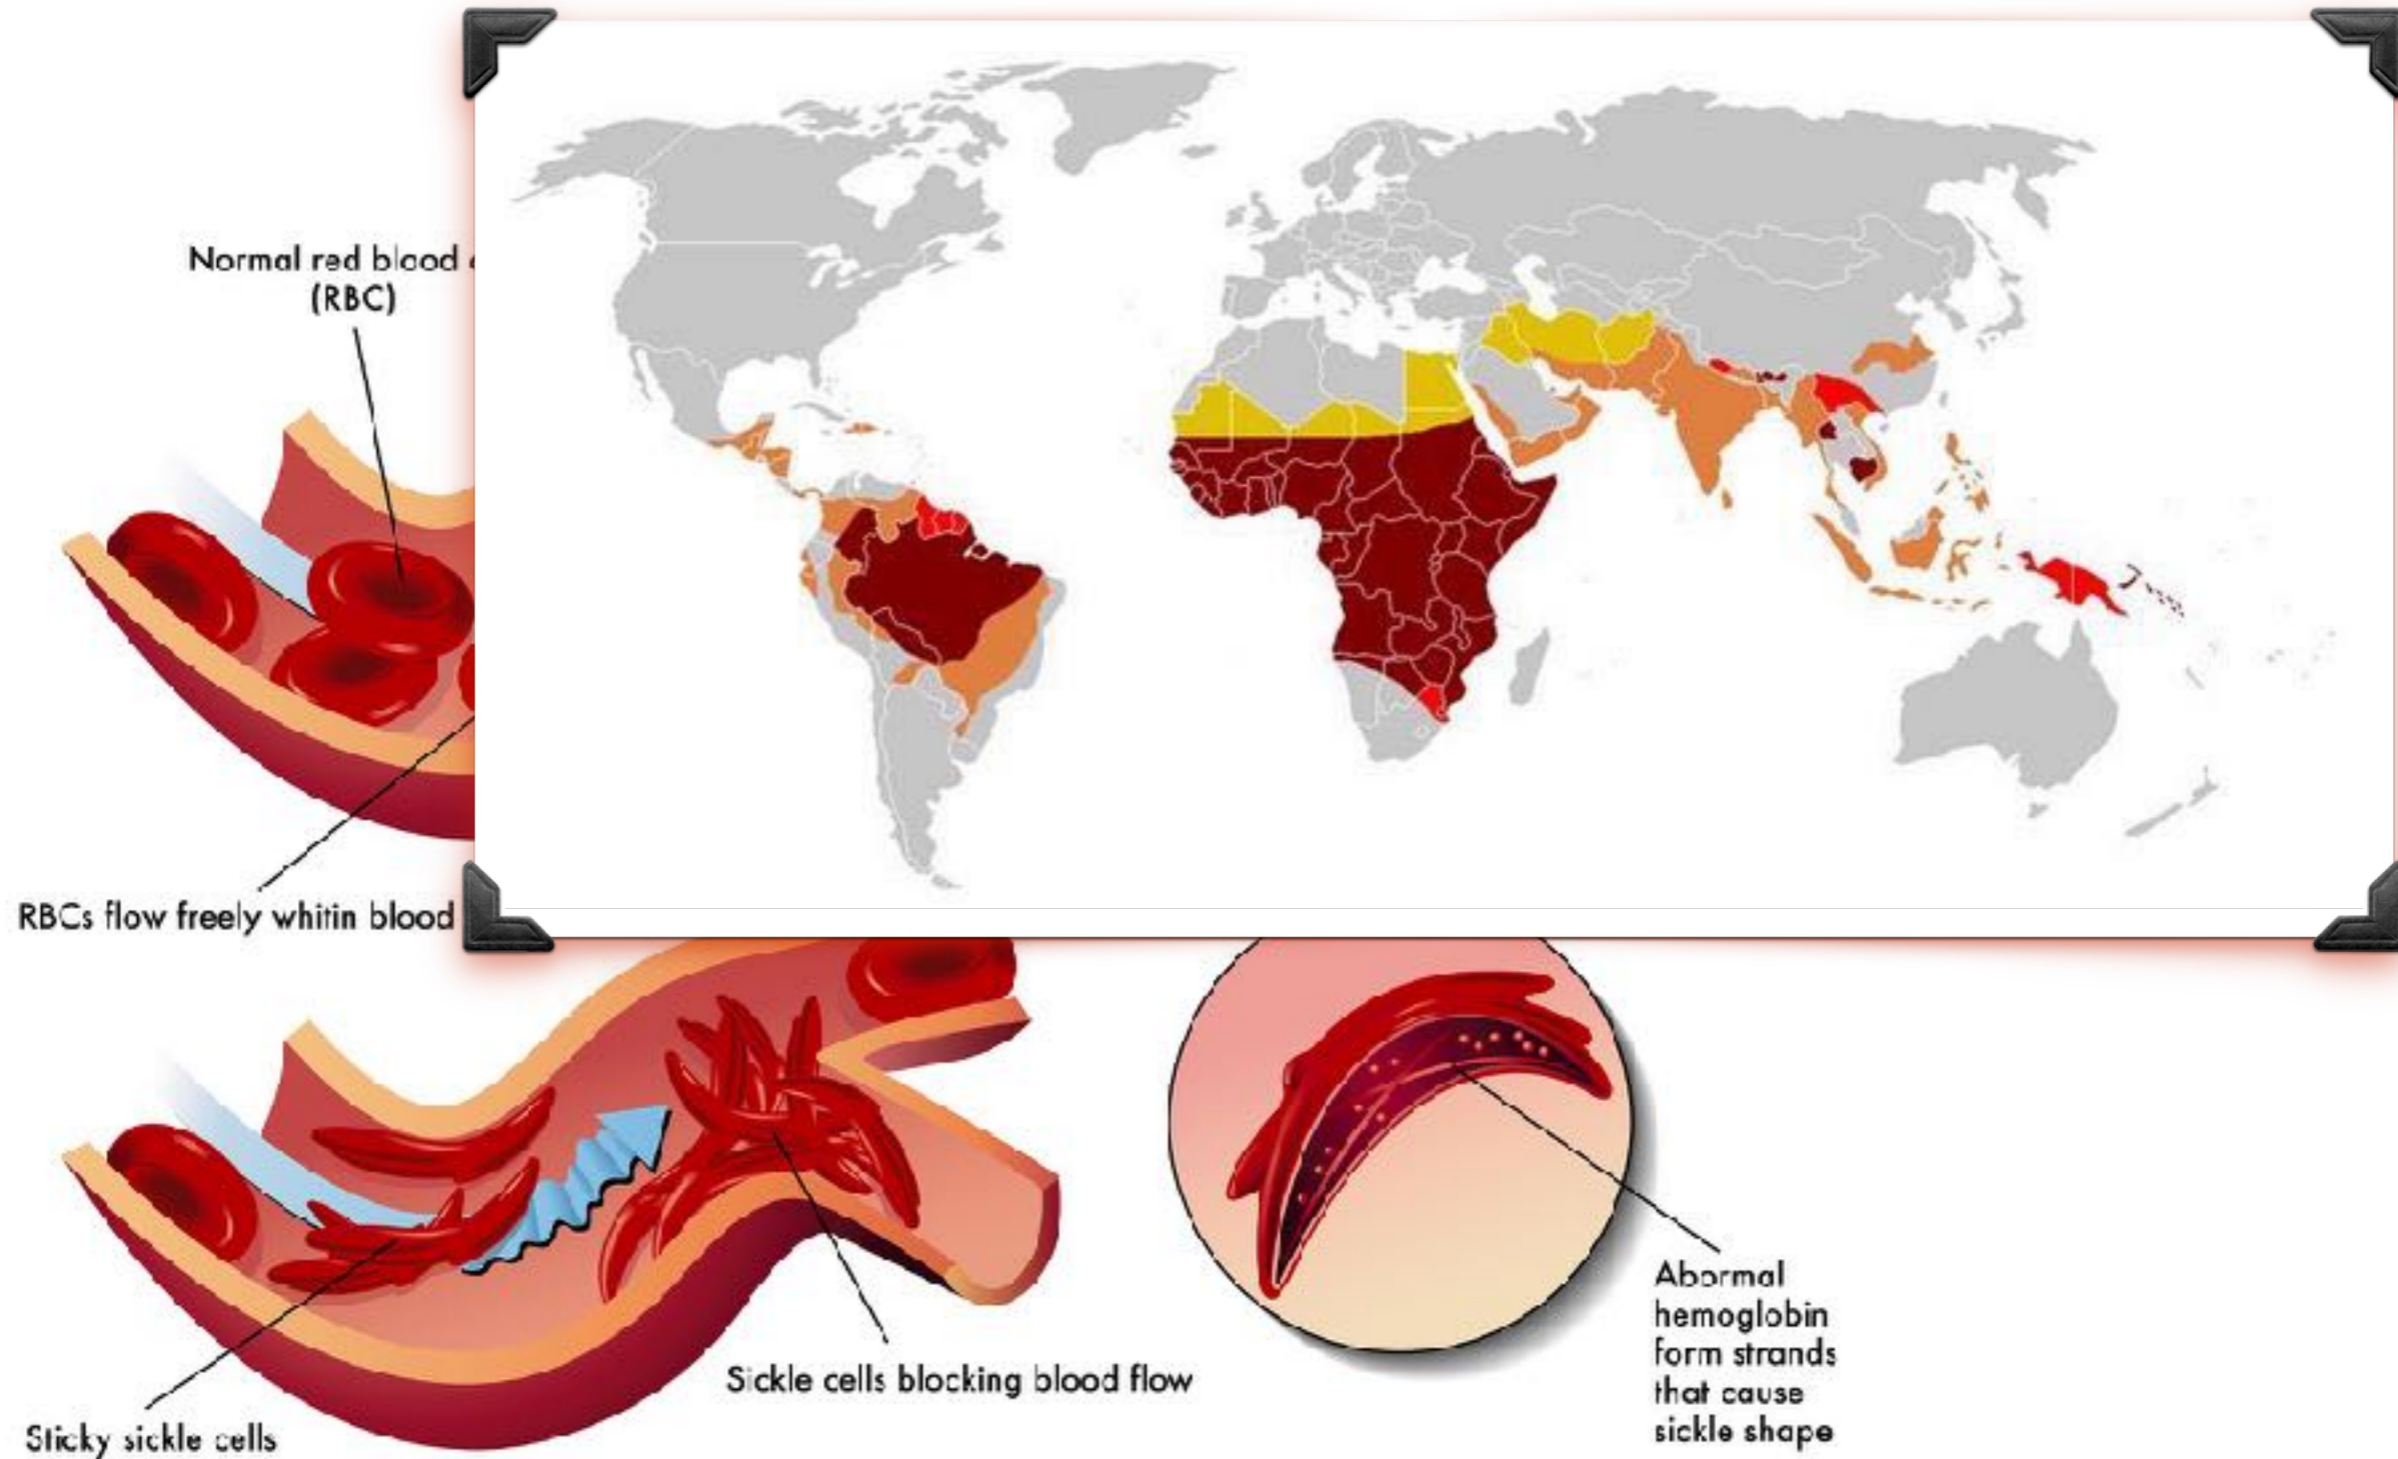 Normal red blood
(RBC)
RBCs flow freely whitin blood
Sickle cells blocking blood flow
Sticky sickle cells
Abormal
hemoglobin
form strands
that cause
sickle shape